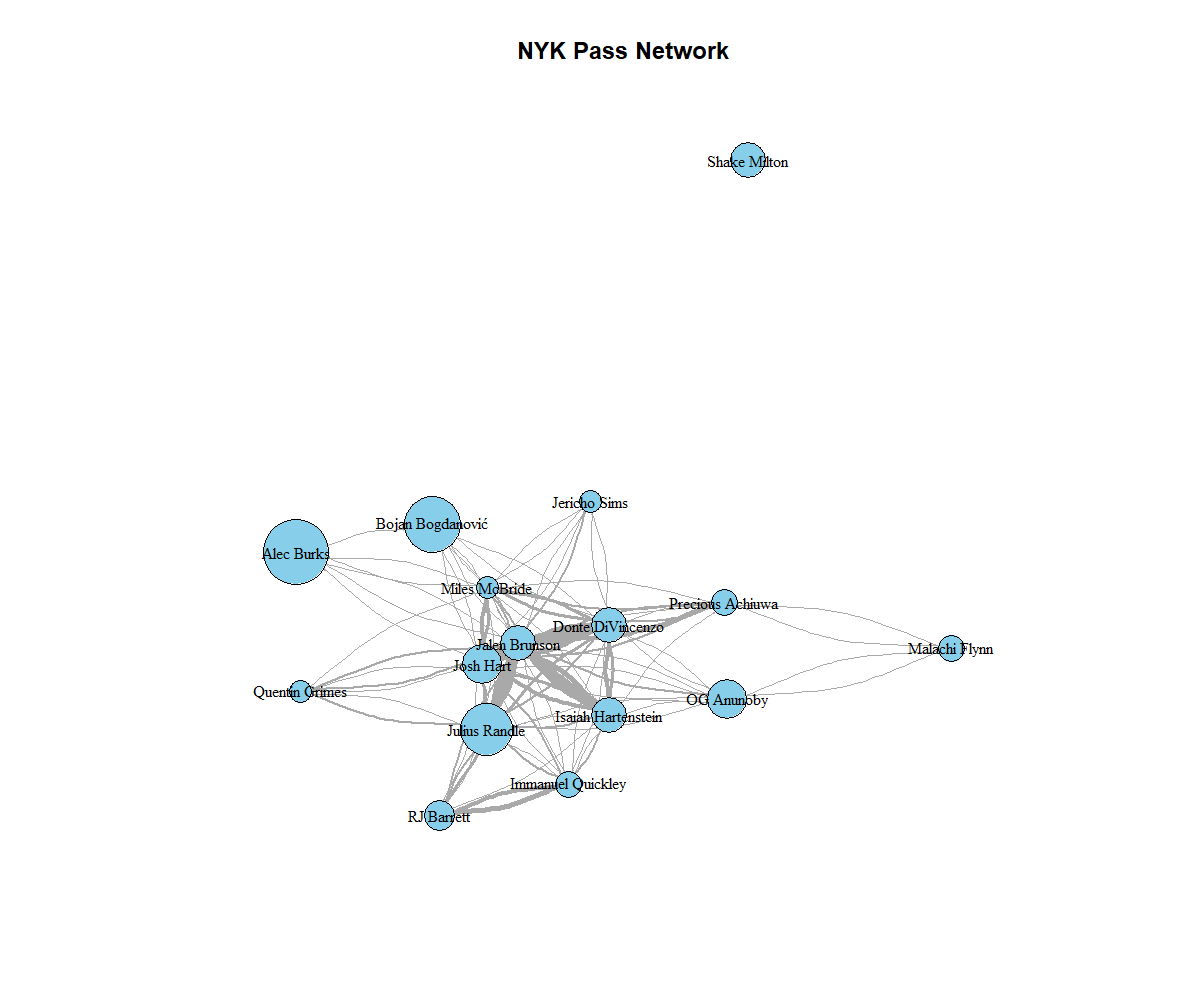 NYK Pass Network
Shake Milton
Jericho Sims
Bojan Bogdanović
Alec Burks
Miles McBride
Precious Achiuwa
Donte DiVincenzo
Jalen Brunson
Malachi Flynn
Josh Hart
Quentin Grimes
OG Anunoby
Isaiah Hartenstein
Julius Randle
Immanuel Quickley
RJ Barrett